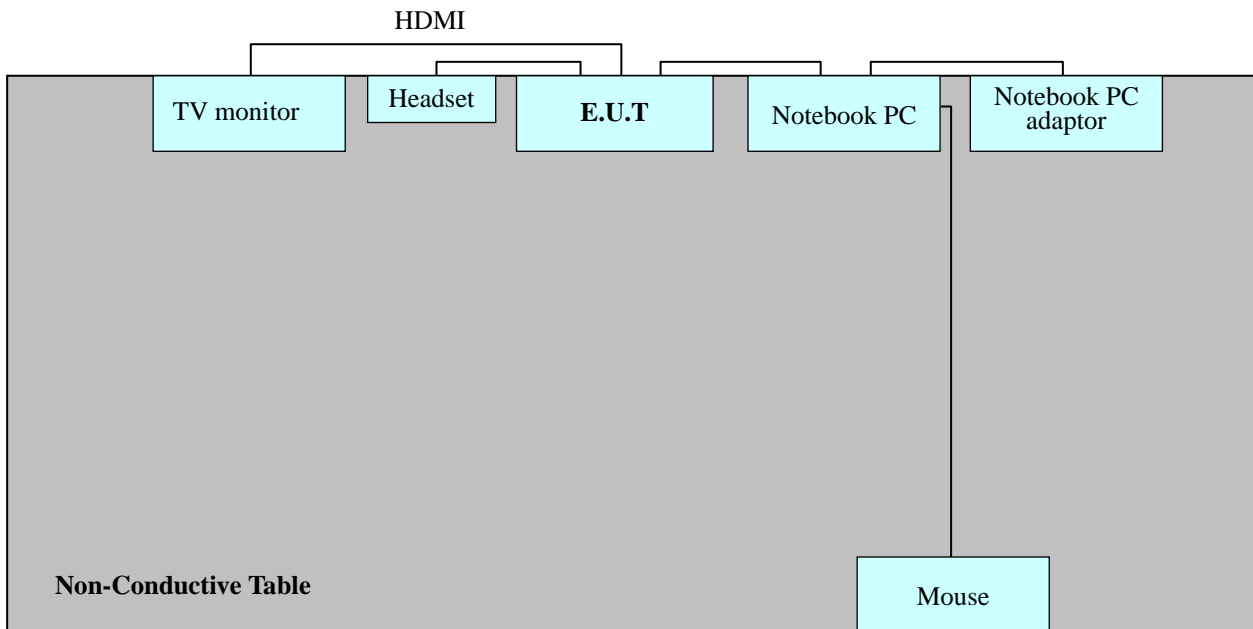 HDMI
TV monitor
Headset
E.U.T
Notebook PC
Notebook PC
adaptor
Non-Conductive Table
Mouse